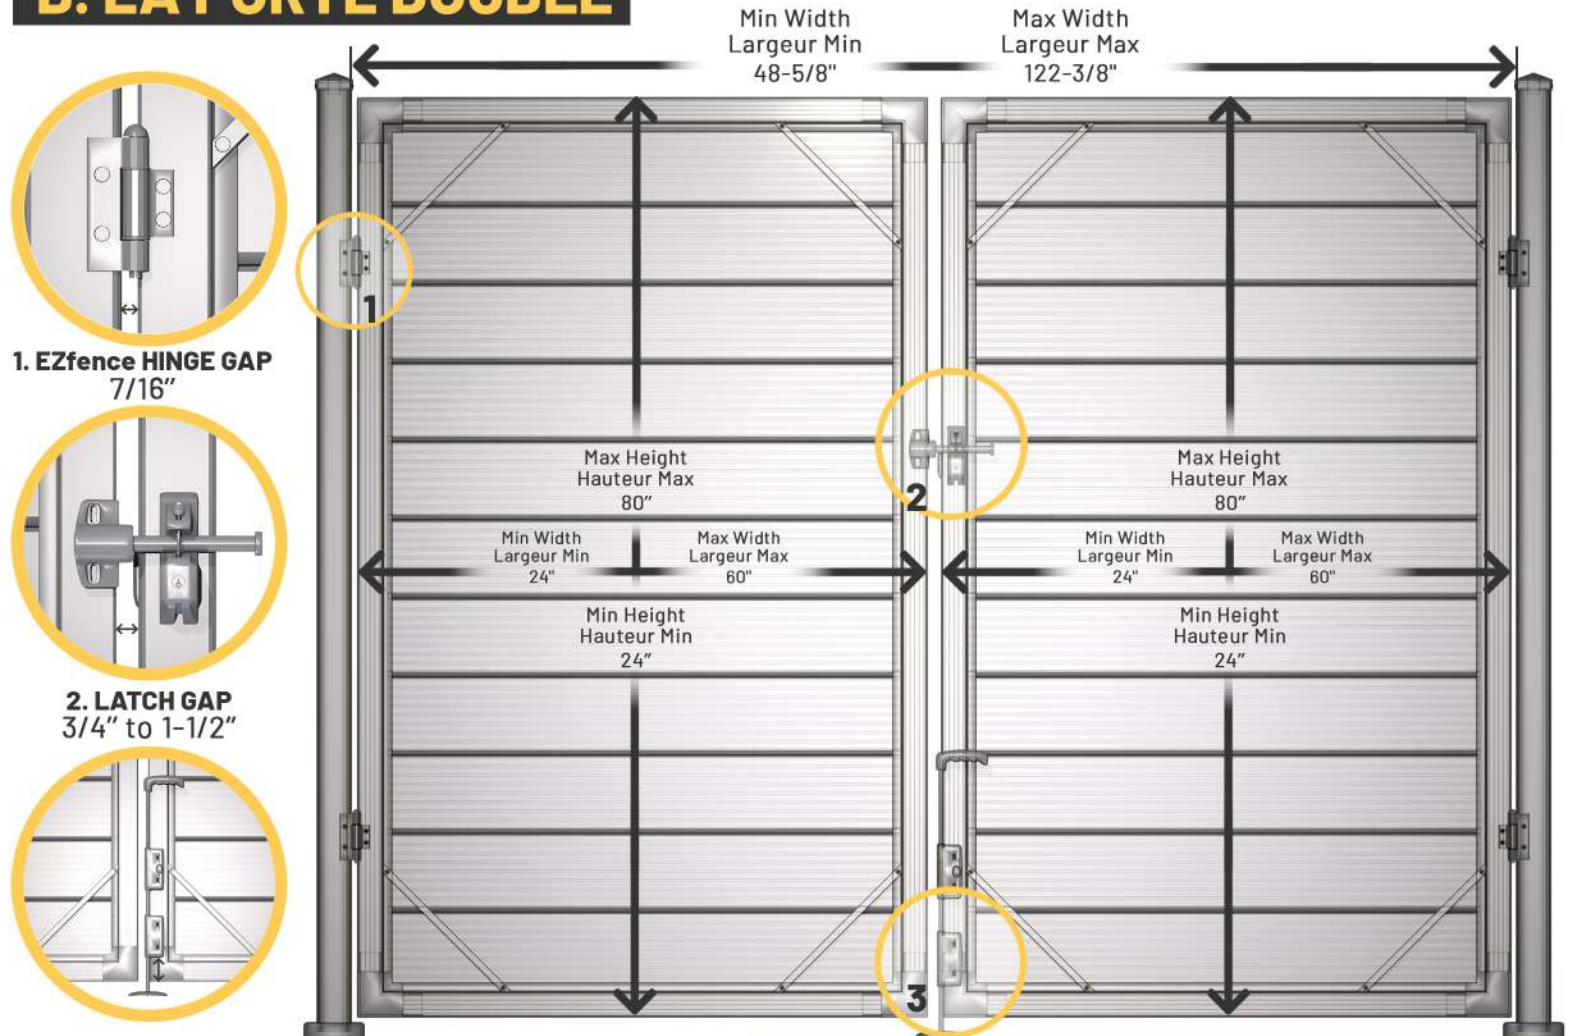 B. LA PORTE DOUBLE
Min Width
Largeur Min
48-5/8"
Max Width
Largeur Max
122-3/8"
1
1. EZfence HINGE GAP
7/16"
2
2. LATCH GAP
3/4" to 1-1/2"
Max Height
Hauteur Max
80"
Min Width
Largeur Min
24"
Max Width
Largeur Max
60"
Min Height
Hauteur Min
24"
Max Height
Hauteur Max
80"
Min Width
Largeur Min
24"
Max Width
Largeur Max
60"
Min Height
Hauteur Min
24"
3